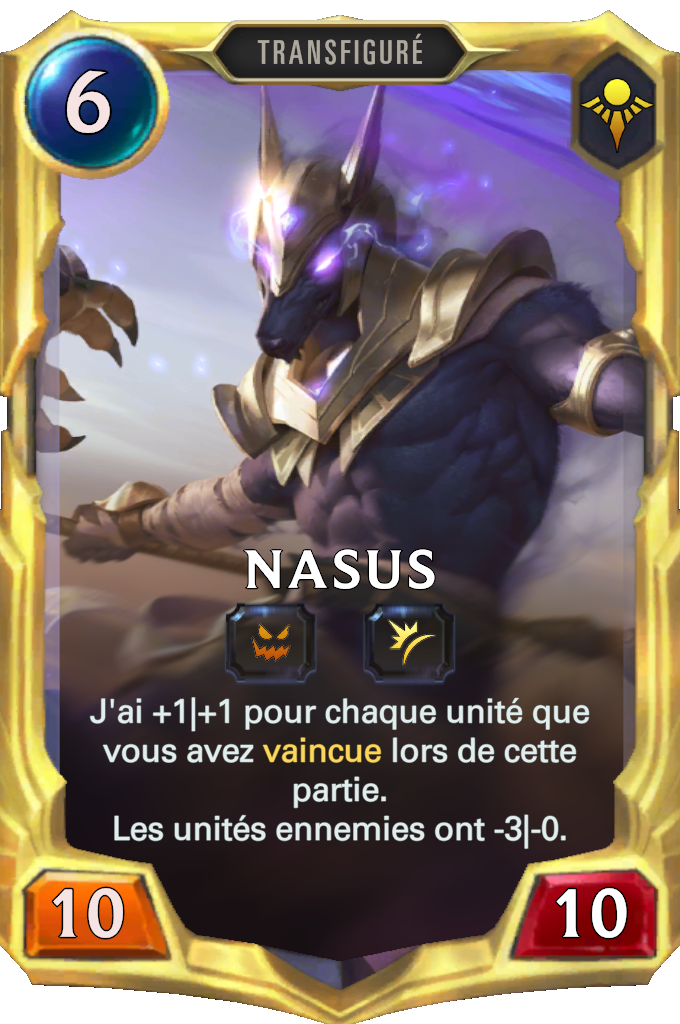 TRANSFIGURÉ
6
NASUS
J'ai +1|+1 pour chaque unité que
vous avez vaincue lors de cette
partie.
Les unités ennemies ont -3|-0.
10
10